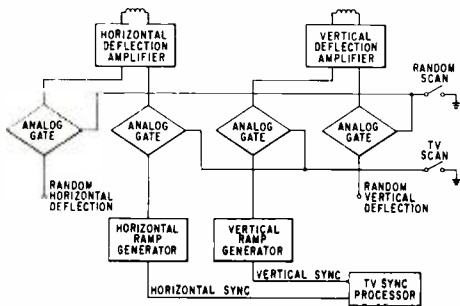 HORIZONTAL
DEFLECTION
AMPLIFIER
VERTICAL
DEFLECTION
AMPLIFIER
RANDOM
SCAN
ANALOG
GATE
ANALOG
GATE
ANALOG
GATE
ANALOG
GATE
TV
SCAN
RANDOM
HORIZONTAL
DEFLECTION
RANDOM
VERTICAL
DEFLECTION
HORIZONTAL
RAMP
GENERATOR
VERTICAL
RAMP
GENERATOR
VERTICAL SYNC
HORIZONTAL SYNC
TV SYNC
PROCESSOR